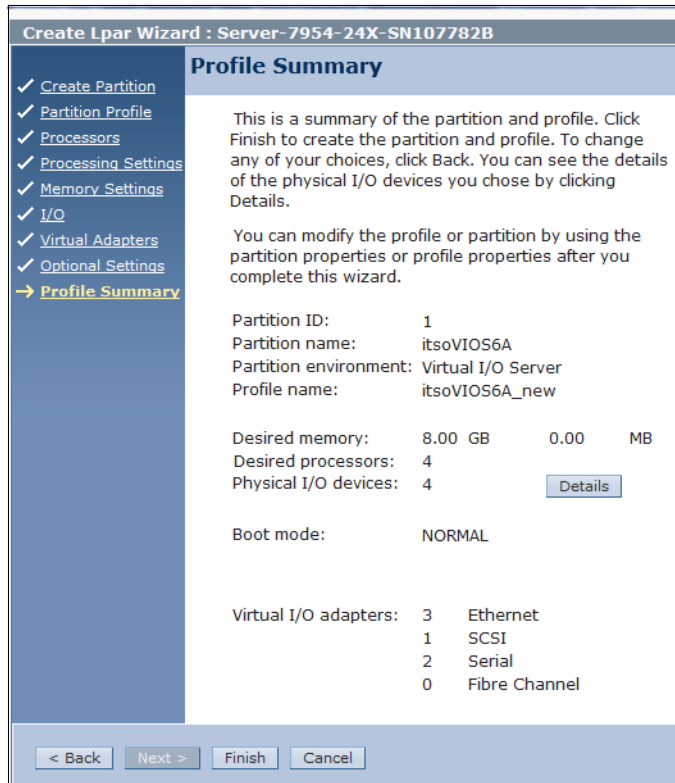 Create Lpar Wizard : Server-7954-24X-SN107782B
Create Partition
Partition Profile
Processors
Processing Settings
Memory Settings
I/O
Virtual Adapters
Optional Settings
Profile Summary
Profile Summary
This is a summary of the partition and profile. Click
Finish to create the partition and profile. To change
any of your choices, click Back. You can see the details
of the physical I/O devices you chose by clicking
Details.
You can modify the profile or partition by using the
partition properties or profile properties after you
complete this wizard.
Partition ID: 1
Partition name: itsoVIOS6A
Partition environment: Virtual I/O Server
Profile name: itsoVIOS6A_new
Desired memory: 8.00 GB 0.00 MB
Desired processors: 4
Physical I/O devices: 4 Details
Boot mode: NORMAL
Virtual I/O adapters: 3 Ethernet
1 SCSI
2 Serial
0 Fibre Channel
< Back Next > Finish Cancel